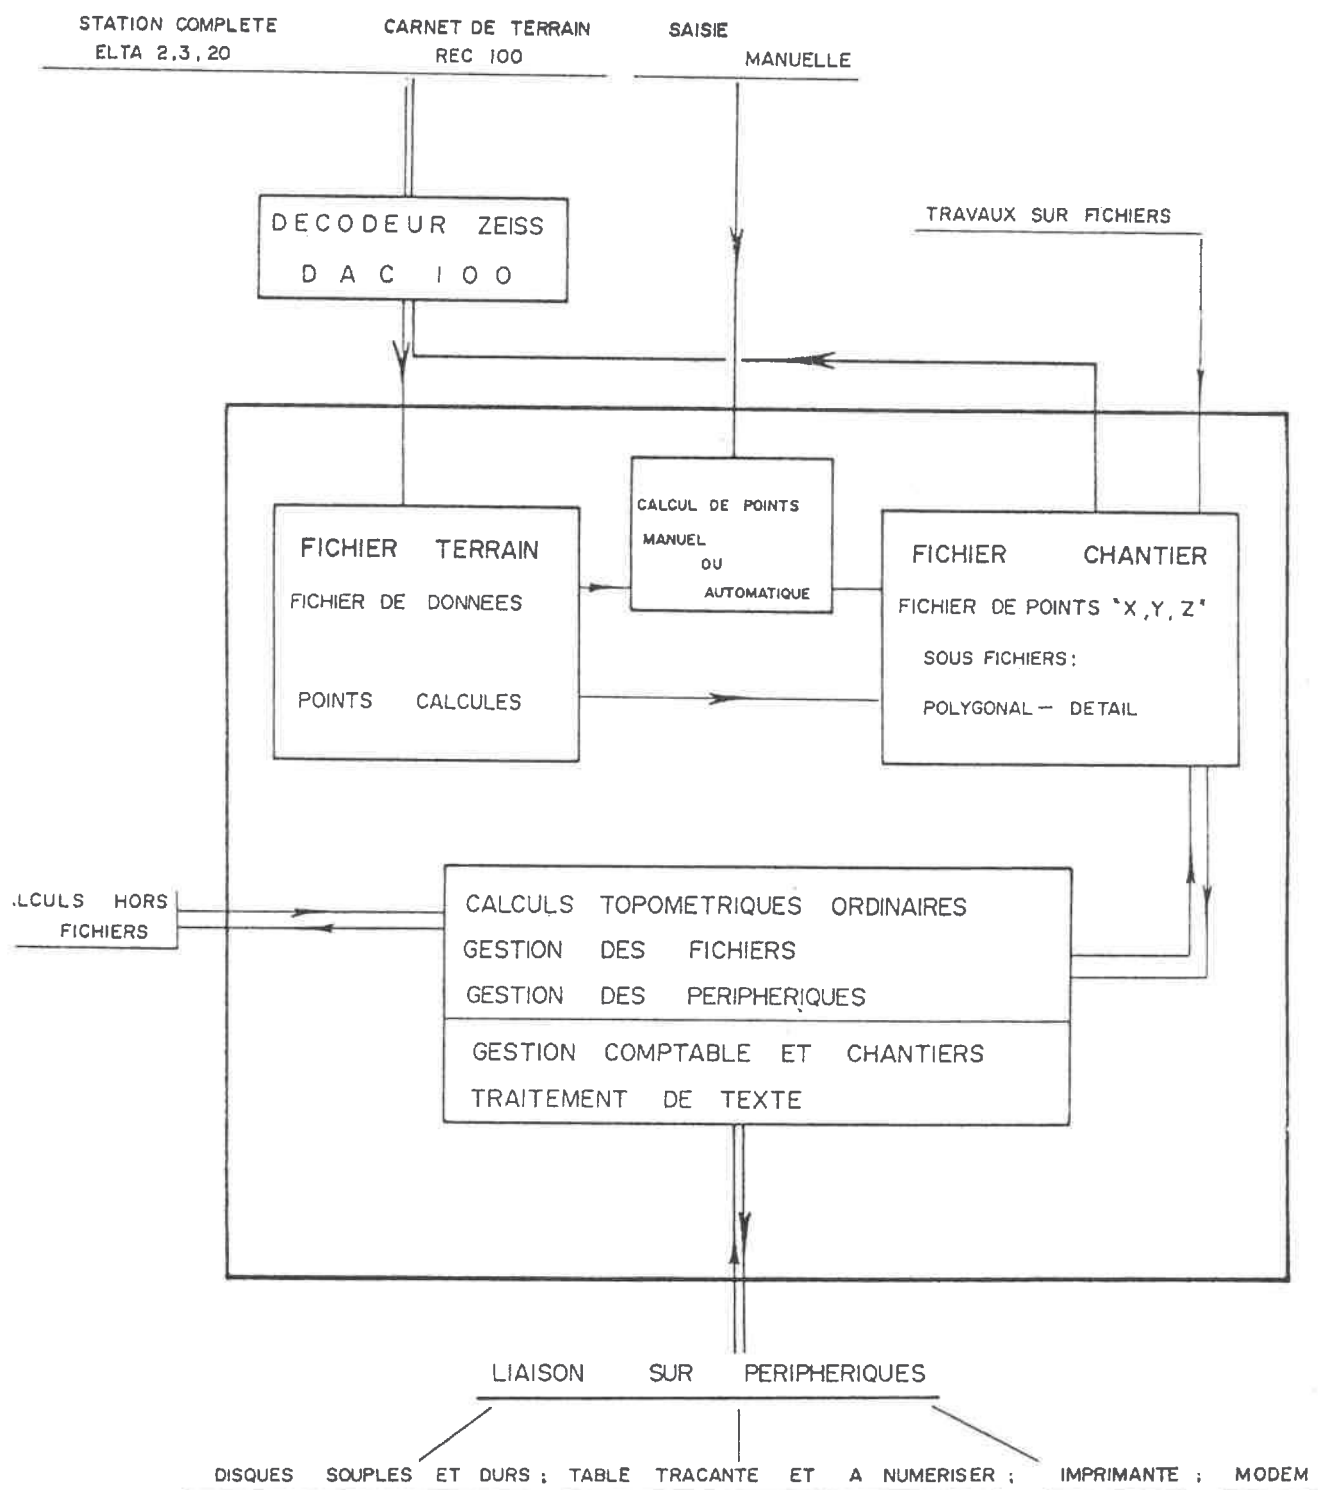 STATION COMPLETE
ELTA 2,3,20
CARNET DE TERRAIN
REC 100
SAISIE
MANUELLE
DECODEUR ZEISS
DAC 100
TRAVAUX SUR FICHIERS
CALCUL DE POINTS
MANUEL
OU
AUTOMATIQUE
FICHIER TERRAIN
FICHIER DE DONNEES
POINTS CALCULES
FICHIER CHANTIER
FICHIER DE POINTS "X,Y,Z"
SOUS FICHIERS:
POLYGONAL - DETAIL
LCULS HORS
FICHIERS
CALCULS TOPOMETRIQUES ORDINAIRES
GESTION DES FICHIERS
GESTION DES PERIPHERIQUES
GESTION COMPTABLE ET CHANTIERS
TRAITEMENT DE TEXTE
LIAISON SUR PERIPHERIQUES
DISQUES SOUPLES ET DURS ; TABLE TRACANTE ET A NUMERISER ; IMPRIMANTE ; MODEM